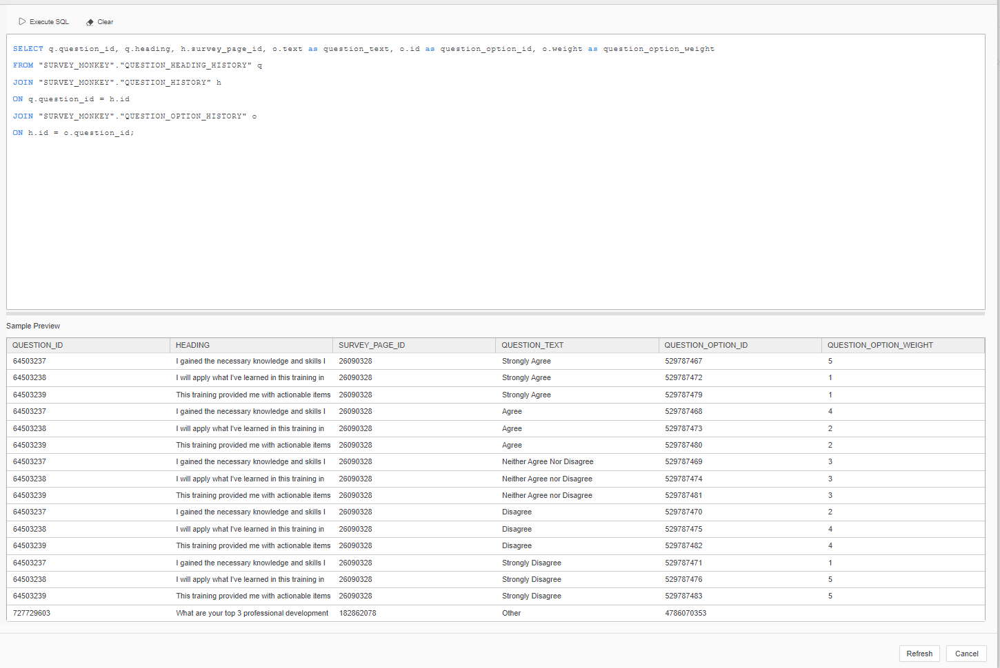 Execute SQL Clear
SELECT q.question_id, q.heading, h.survey_page_id, o.text as question_text, o.id as question_option_id, o.weight as question_option_weight
FROM "SURVEY_MONKEY"."QUESTION_HEADING_HISTORY" q
JOIN "SURVEY_MONKEY"."QUESTION_HISTORY" h
ON q.question_id = h.id
JOIN "SURVEY_MONKEY"."QUESTION_OPTION_HISTORY" o
ON h.id = o.question_id;
Sample Preview
QUESTION_ID HEADING SURVEY_PAGE_ID QUESTION_TEXT QUESTION_OPTION_ID QUESTION_OPTION_WEIGHT
64503237 I gained the necessary knowledge and skills I 26090328 Strongly Agree 529787467 5
64503238 I will apply what I've learned in this training in 26090328 Strongly Agree 529787472 1
64503239 This training provided me with actionable items 26090328 Strongly Agree 529787479 1
64503237 I gained the necessary knowledge and skills I 26090328 Agree 529787468 4
64503238 I will apply what I've learned in this training in 26090328 Agree 529787473 2
64503239 This training provided me with actionable items 26090328 Agree 529787480 2
64503237 I gained the necessary knowledge and skills I 26090328 Neither Agree Nor Disagree 529787469 3
64503238 I will apply what I've learned in this training in 26090328 Neither Agree nor Disagree 529787474 3
64503239 This training provided me with actionable items 26090328 Neither Agree nor Disagree 529787481 3
64503237 I gained the necessary knowledge and skills I 26090328 Disagree 529787470 2
64503238 I will apply what I've learned in this training in 26090328 Disagree 529787475 4
64503239 This training provided me with actionable items 26090328 Disagree 529787482 4
64503237 I gained the necessary knowledge and skills I 26090328 Strongly Disagree 529787471 1
64503238 I will apply what I've learned in this training in 26090328 Strongly Disagree 529787476 5
64503239 This training provided me with actionable items 26090328 Strongly Disagree 529787483 5
727729603 What are your top 3 professional development 182862078 Other 4786070353
Refresh Cancel